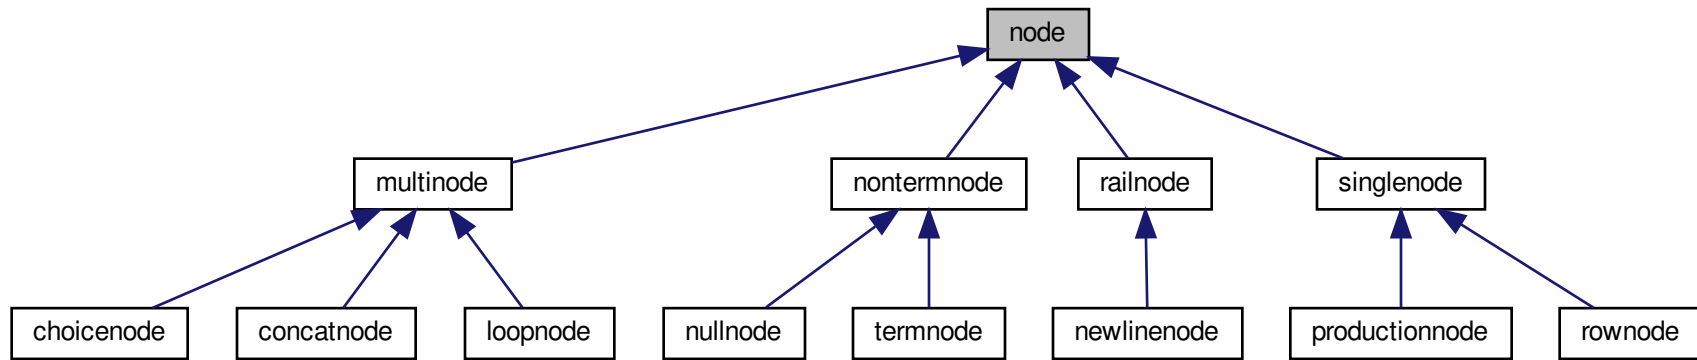 node
multinode
nontermnode
railnode
singlenode
choicenode
concatnode
loopnode
nullnode
termnode
newlinenode
productionnode
rownode